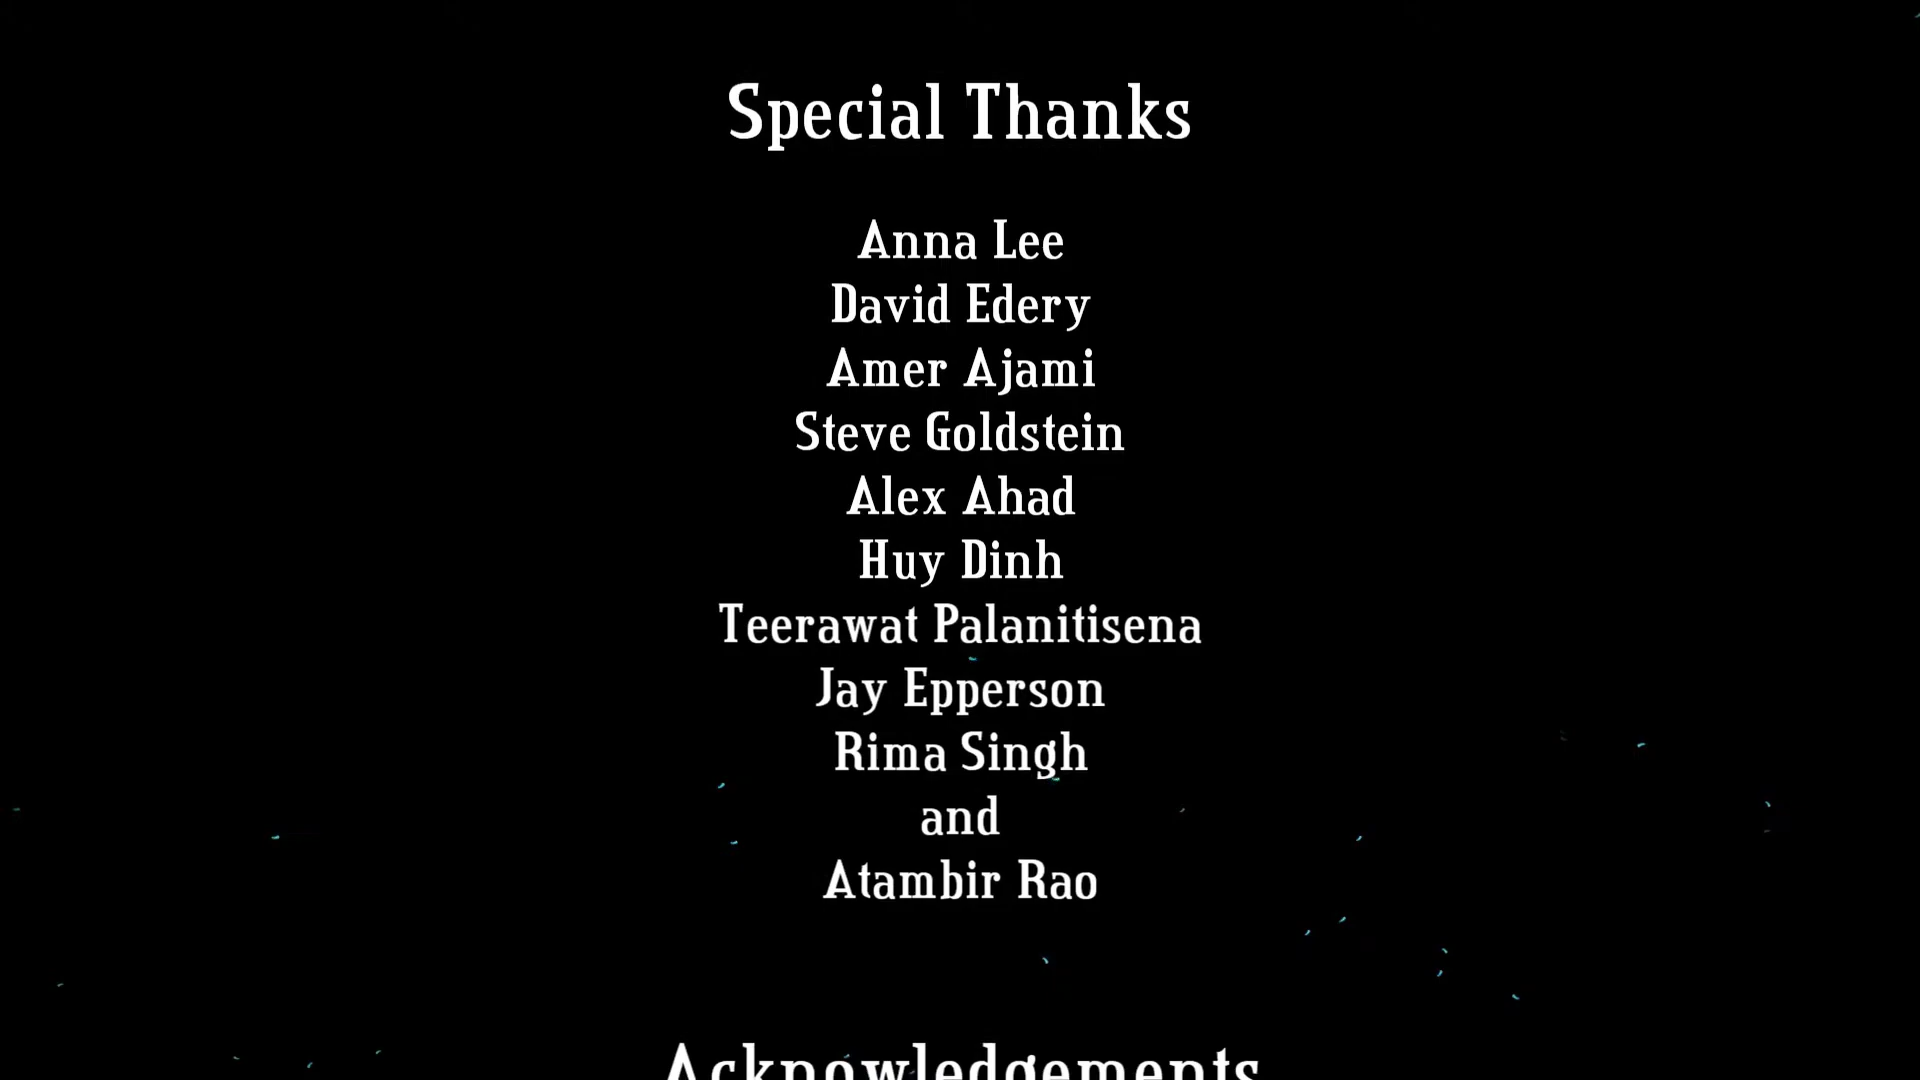 Special Thanks
Anna Lee
David Edery
Amer Ajami
Steve Goldstein
Alex Ahad
Huy Dinh
Teerawat Palanitisena
Jay Epperson
Rima Singh
and
Atambir Rao
Acknowledgements